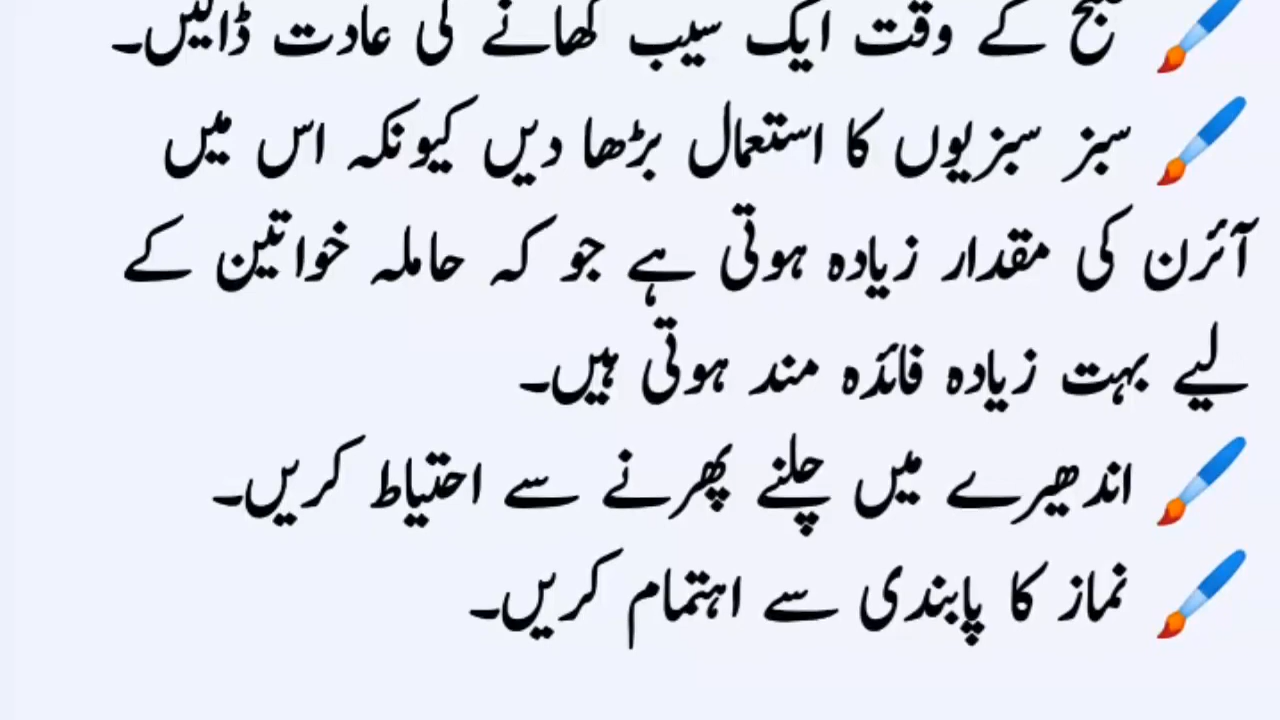 صبح کے وقت ایک سیب کھانے کی عادت ڈالیں۔
سبز سبزیوں کا استعمال بڑھا دیں کیونکہ اس میں
آئرن کی مقدار زیادہ ہوتی ہے جو کہ حاملہ خواتین کے
لیے بہت زیادہ فائدہ مند ہوتی ہیں۔
اندھیرے میں چلنے پھرنے سے احتیاط کریں۔
نماز کا پابندی سے اہتمام کریں۔